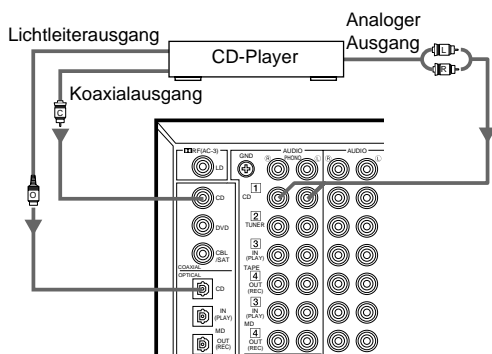 Lichtleiterausgang
Analoger
Ausgang
CD-Player
L
R
Koaxialausgang
C
O
RF(AC-3)
LD
GND
AUDIO
AUDIO
R
PHONO
L
R
L
1
CD
CD
2
TUNER
DVD
3
IN
(PLAY)
CBL
/SAT
COAXIAL
OPTICAL
TAPE
4
OUT
(REC)
CD
3
IN
(PLAY)
IN
(PLAY)
MD
MD
4
OUT
(REC)
OUT
(REC)